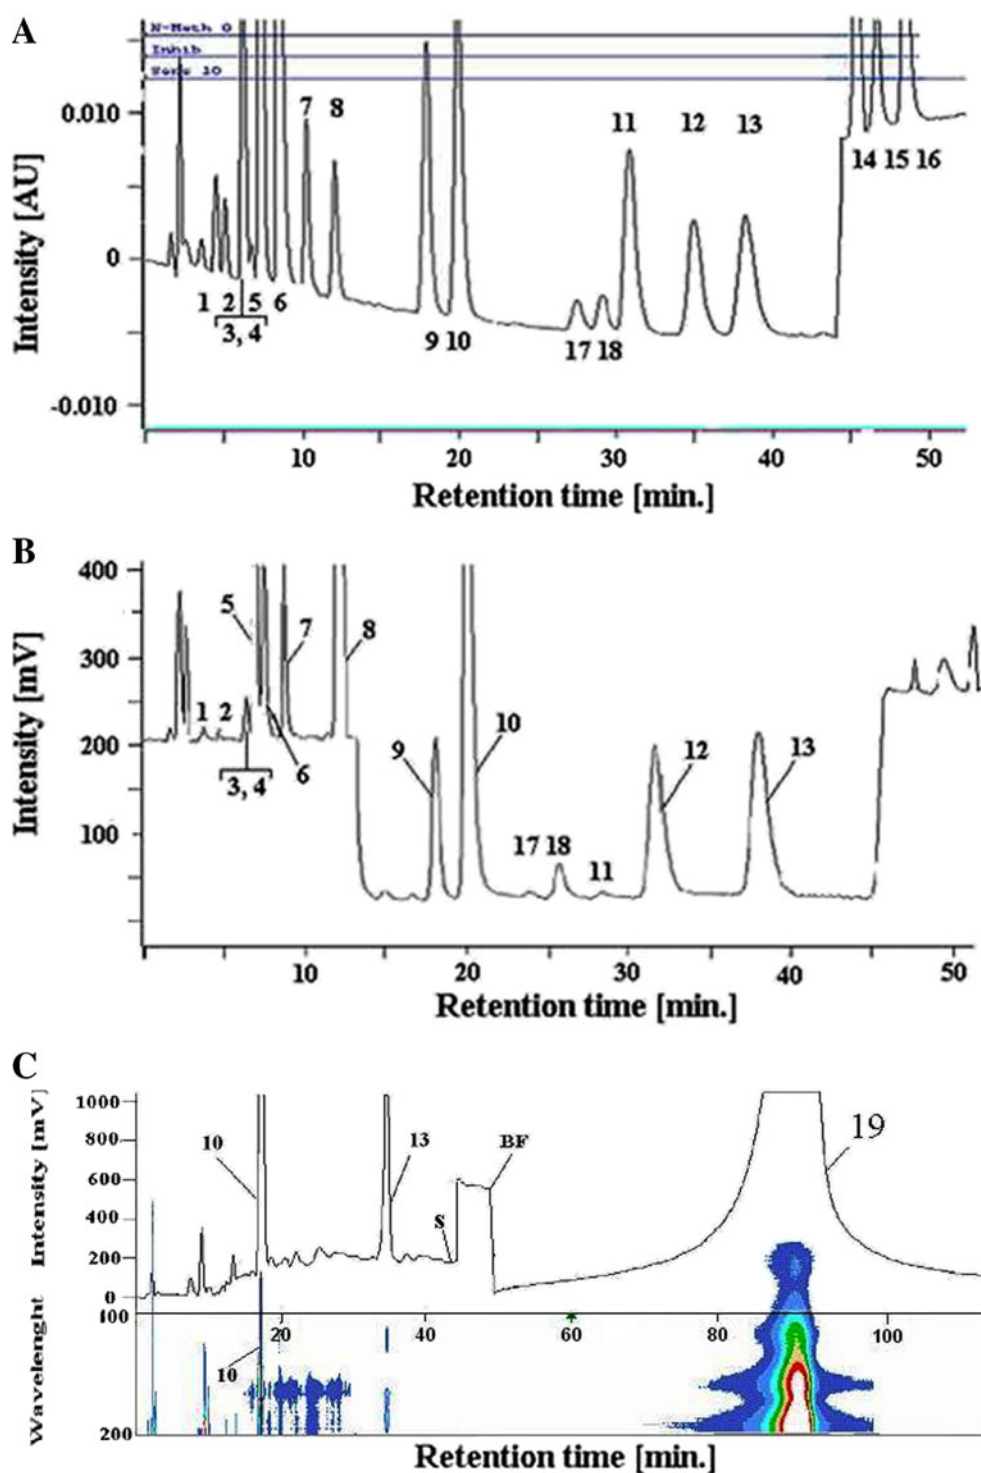 A
N-Meth 0
Inhib
0.010
0
-0.010
Intensity [AU]
7 8
11 12 13
14 15 16
1 2 5 6
3, 4
9 10
17 18
10 20 30 40 50
Retention time [min.]
B
400
300
200
100
Intensity [mV]
5
7
8
1 2
6
3, 4
9
10
17 18
11
12
13
10 20 30 40 50
Retention time [min.]
C
1000
800
600
400
200
0
Intensity [mV]
10
13
S
BF
19
400
200
Wavelenght
20 40 60 80 100
10
Retention time [min.]